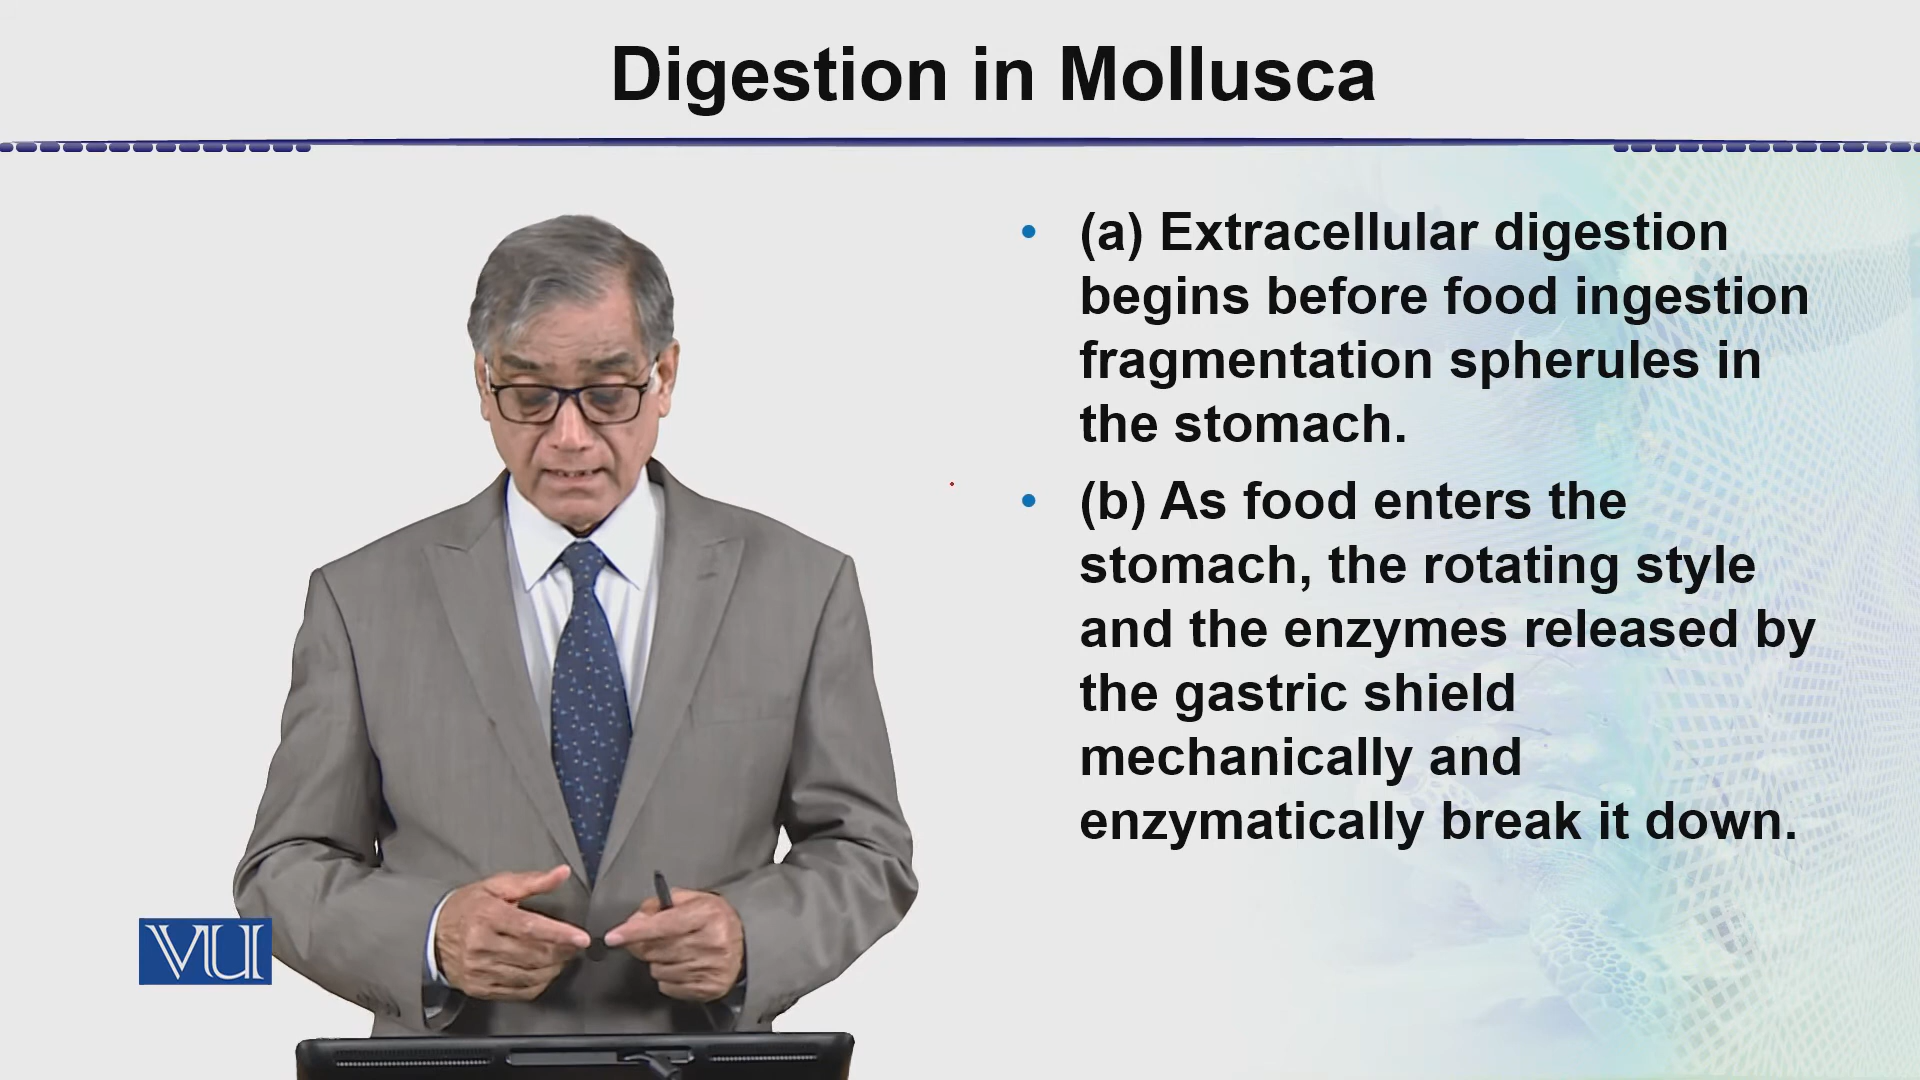 Digestion in Mollusca
• (a) Extracellular digestion
begins before food ingestion
fragmentation spherules in
the stomach.
• (b) As food enters the
stomach, the rotating style
and the enzymes released by
the gastric shield
mechanically and
enzymatically break it down.
VU